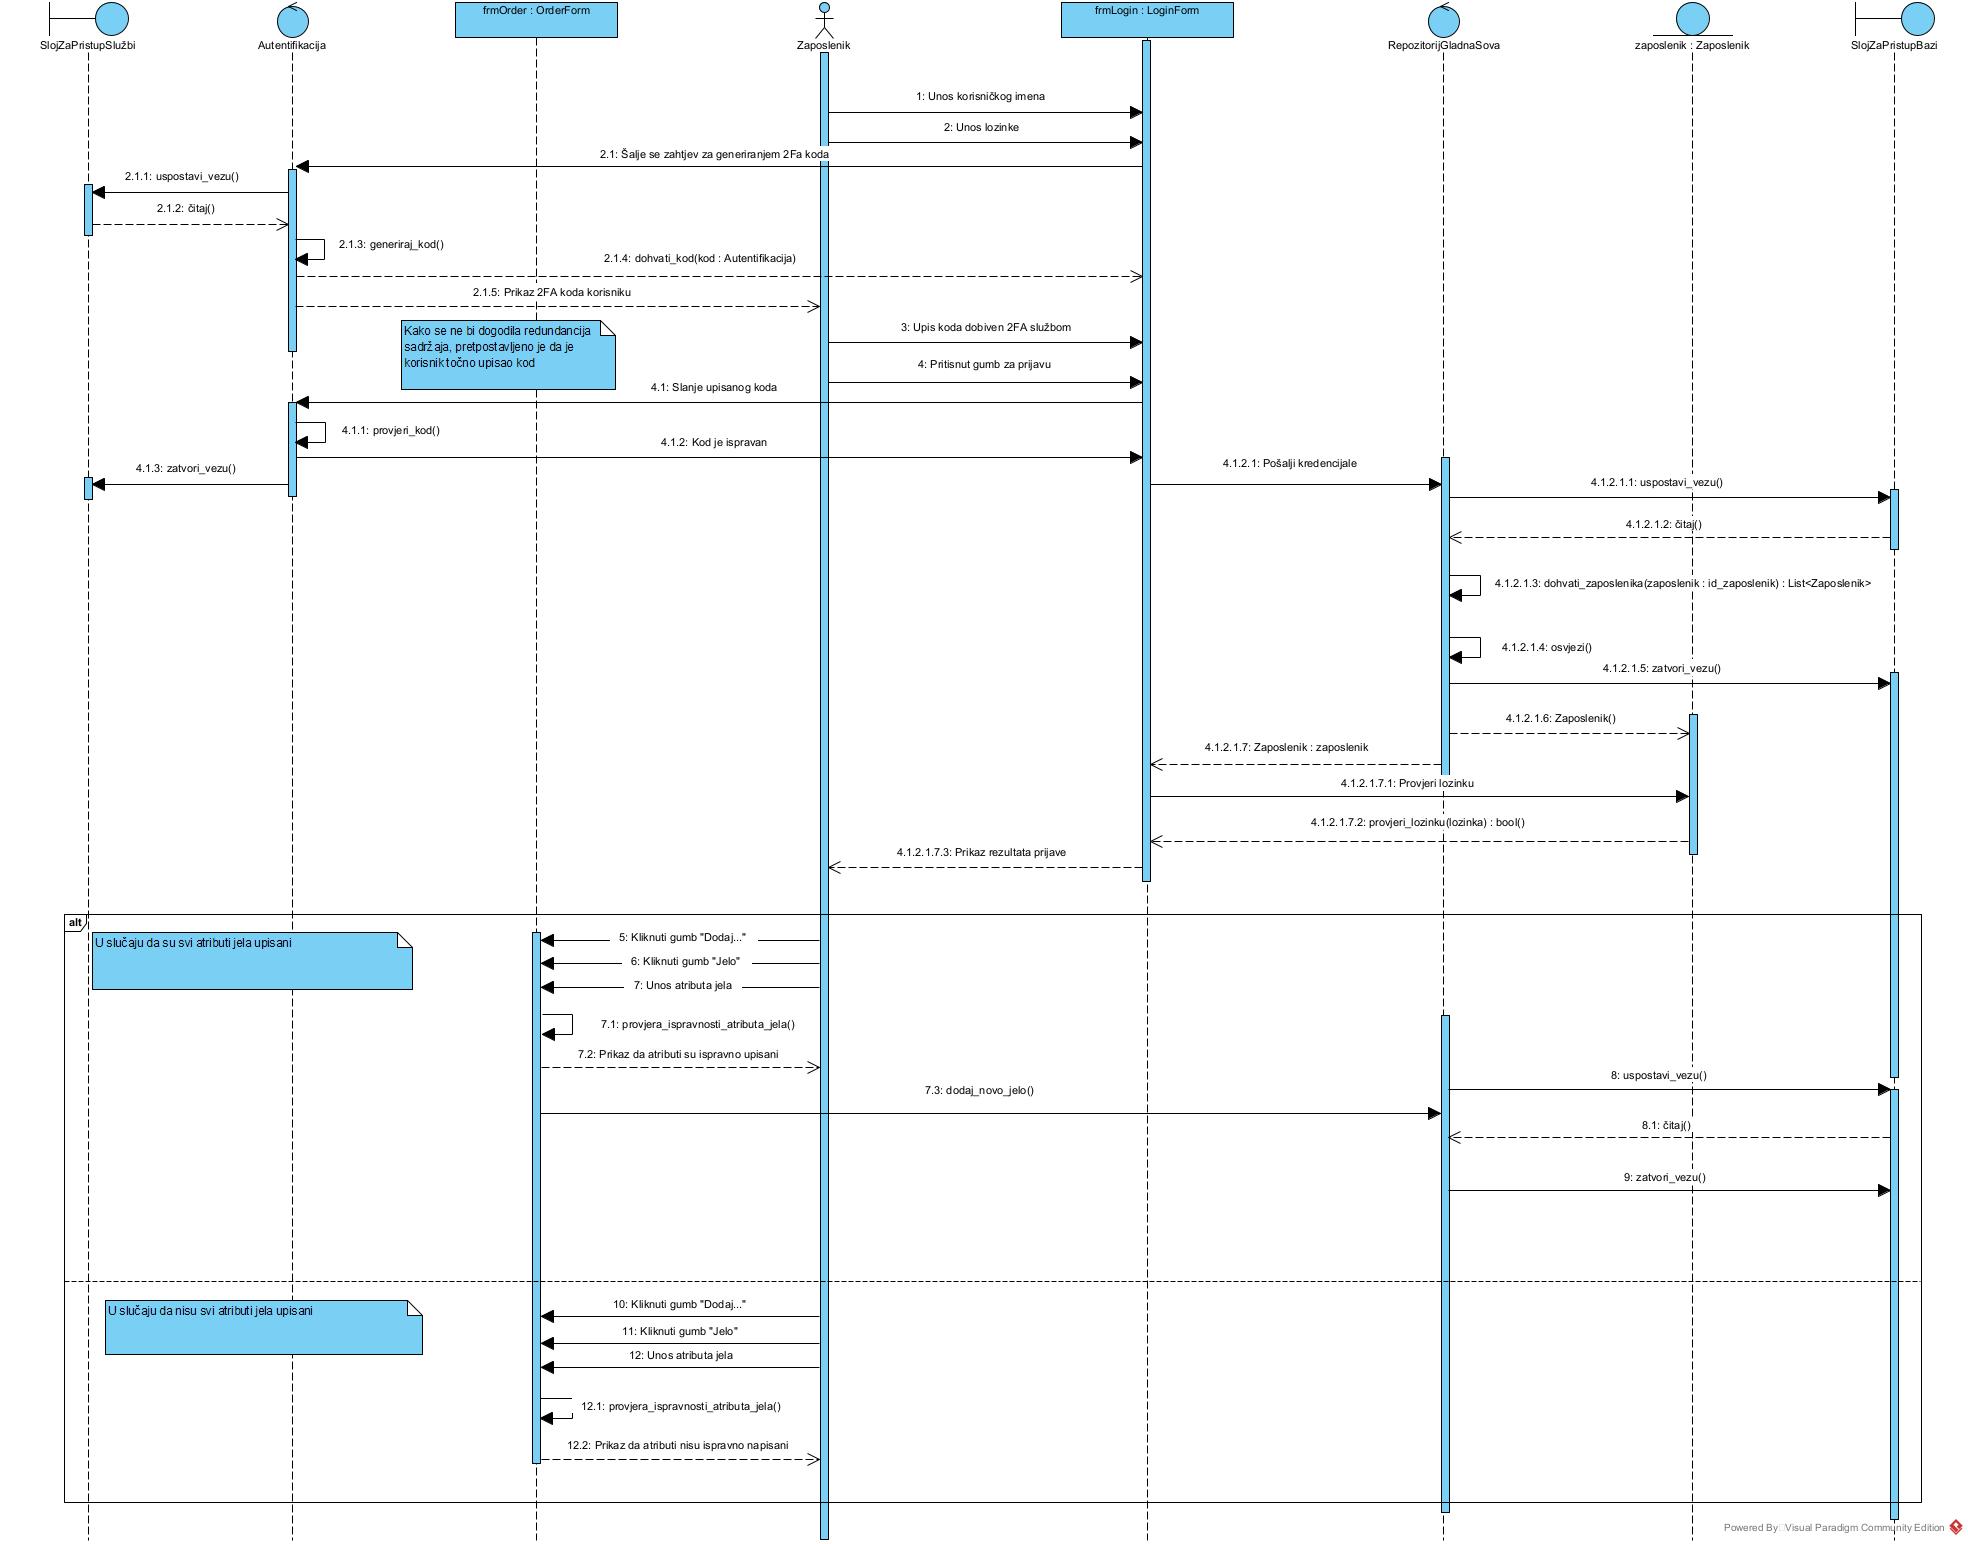 frmOrder : OrderForm
frmLogin : LoginForm
SlojZaPristupSlužbi
Autentifikacija
Zaposlenik
RepozitorijGladnaSova
zaposlenik : Zaposlenik
SlojZaPristupBazi
1: Unos korisničkog imena
2: Unos lozinke
2.1: Šalje se zahtjev za generiranjem 2Fa koda
2.1.1: uspostavi_vezu()
2.1.2: čitaj()
2.1.3: generiraj_kod()
2.1.4: dohvati_kod(kod : Autentifikacija)
2.1.5: Prikaz 2FA koda korisniku
Kako se ne bi dogodila redundancija
sadržaja, pretpostavljeno je da je
korisnik točno upisao kod
3: Upis koda dobiven 2FA službom
4: Pritisnut gumb za prijavu
4.1: Slanje upisanog koda
4.1.1: provjeri_kod()
4.1.2: Kod je ispravan
4.1.3: zatvori_vezu()
4.1.2.1: Pošalji kredencijale
4.1.2.1.1: uspostavi_vezu()
4.1.2.1.2: čitaj()
4.1.2.1.3: dohvati_zaposlenika(zaposlenik : id_zaposlenik) : List<Zaposlenik>
4.1.2.1.4: osvjezi()
4.1.2.1.5: zatvori_vezu()
4.1.2.1.6: Zaposlenik()
4.1.2.1.7: Zaposlenik : zaposlenik
4.1.2.1.7.1: Provjeri lozinku
4.1.2.1.7.2: provjeri_lozinku(lozinka) : bool()
4.1.2.1.7.3: Prikaz rezultata prijave
alt
U slučaju da su svi atributi jela upisani
5: Kliknuti gumb "Dodaj..."
6: Kliknuti gumb "Jelo"
7: Unos atributa jela
7.1: provjera_ispravnosti_atributa_jela()
7.2: Prikaz da atributi su ispravno upisani
8: uspostavi_vezu()
7.3: dodaj_novo_jelo()
8.1: čitaj()
9: zatvori_vezu()
U slučaju da nisu svi atributi jela upisani
10: Kliknuti gumb "Dodaj..."
11: Kliknuti gumb "Jelo"
12: Unos atributa jela
12.1: provjera_ispravnosti_atributa_jela()
12.2: Prikaz da atributi nisu ispravno napisani
Powered By Visual Paradigm Community Edition